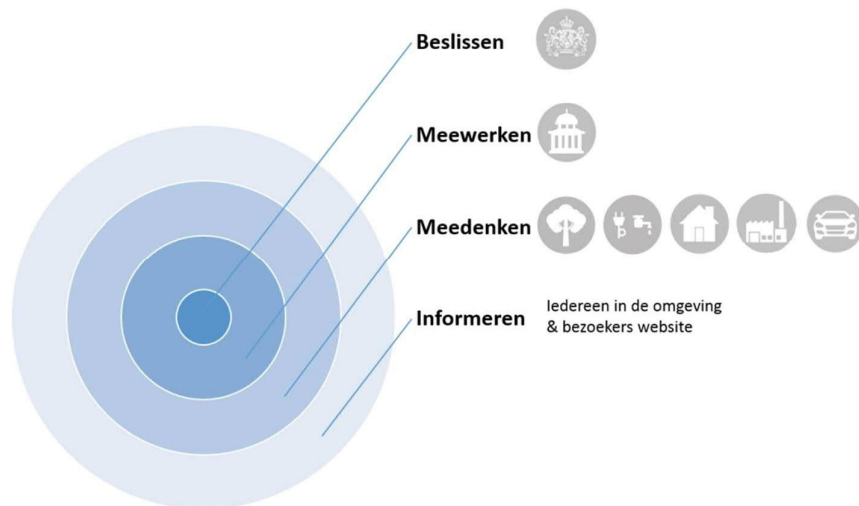 Beslissen
Meewerken
Meedenken
Informeren
Iedereen in de omgeving
& bezoekers website